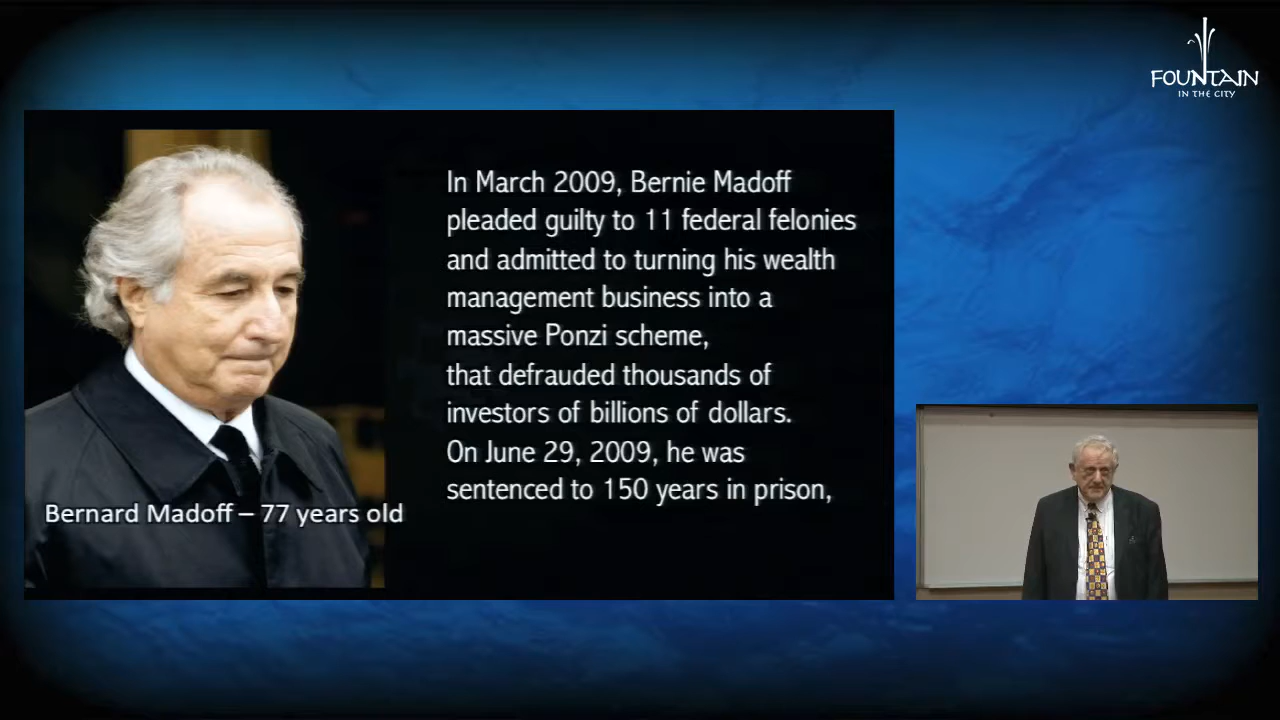 FOUNTAIN
IN THE CITY
In March 2009, Bernie Madoff
pleaded guilty to 11 federal felonies
and admitted to turning his wealth
management business into a
massive Ponzi scheme,
that defrauded thousands of
investors of billions of dollars.
On June 29, 2009, he was
sentenced to 150 years in prison,
Bernard Madoff – 77 years old